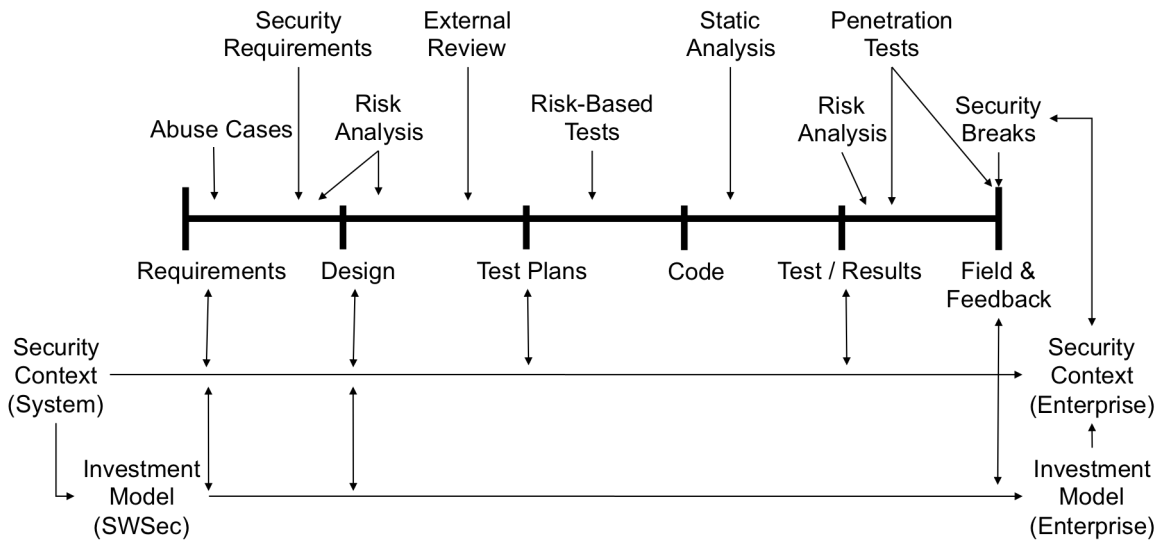 Security
Requirements
External
Review
Static
Analysis
Penetration
Tests
Abuse Cases
Risk
Analysis
Risk-Based
Tests
Risk
Analysis
Security
Breaks
Requirements
Design
Test Plans
Code
Test / Results
Field &
Feedback
Security
Context
(System)
Security
Context
(Enterprise)
Investment
Model
(SWSec)
Investment
Model
(Enterprise)